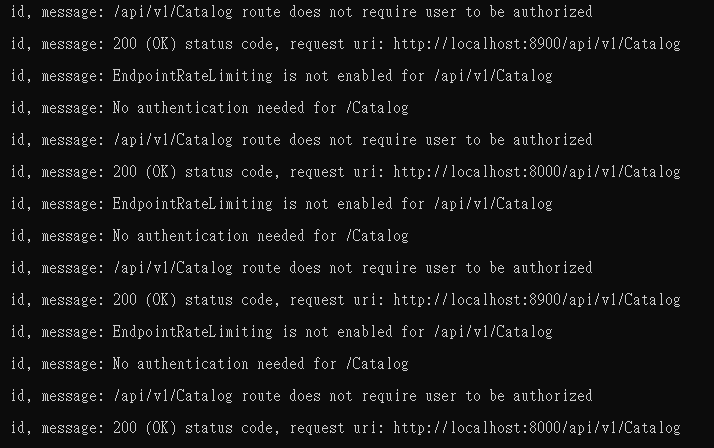 id, message: /api/v1/Catalog route does not require user to be authorized
id, message: 200 (OK) status code, request uri: http://localhost:8900/api/v1/Catalog
id, message: EndpointRateLimiting is not enabled for /api/v1/Catalog
id, message: No authentication needed for /Catalog
id, message: /api/v1/Catalog route does not require user to be authorized
id, message: 200 (OK) status code, request uri: http://localhost:8000/api/v1/Catalog
id, message: EndpointRateLimiting is not enabled for /api/v1/Catalog
id, message: No authentication needed for /Catalog
id, message: /api/v1/Catalog route does not require user to be authorized
id, message: 200 (OK) status code, request uri: http://localhost:8900/api/v1/Catalog
id, message: EndpointRateLimiting is not enabled for /api/v1/Catalog
id, message: No authentication needed for /Catalog
id, message: /api/v1/Catalog route does not require user to be authorized
id, message: 200 (OK) status code, request uri: http://localhost:8000/api/v1/Catalog